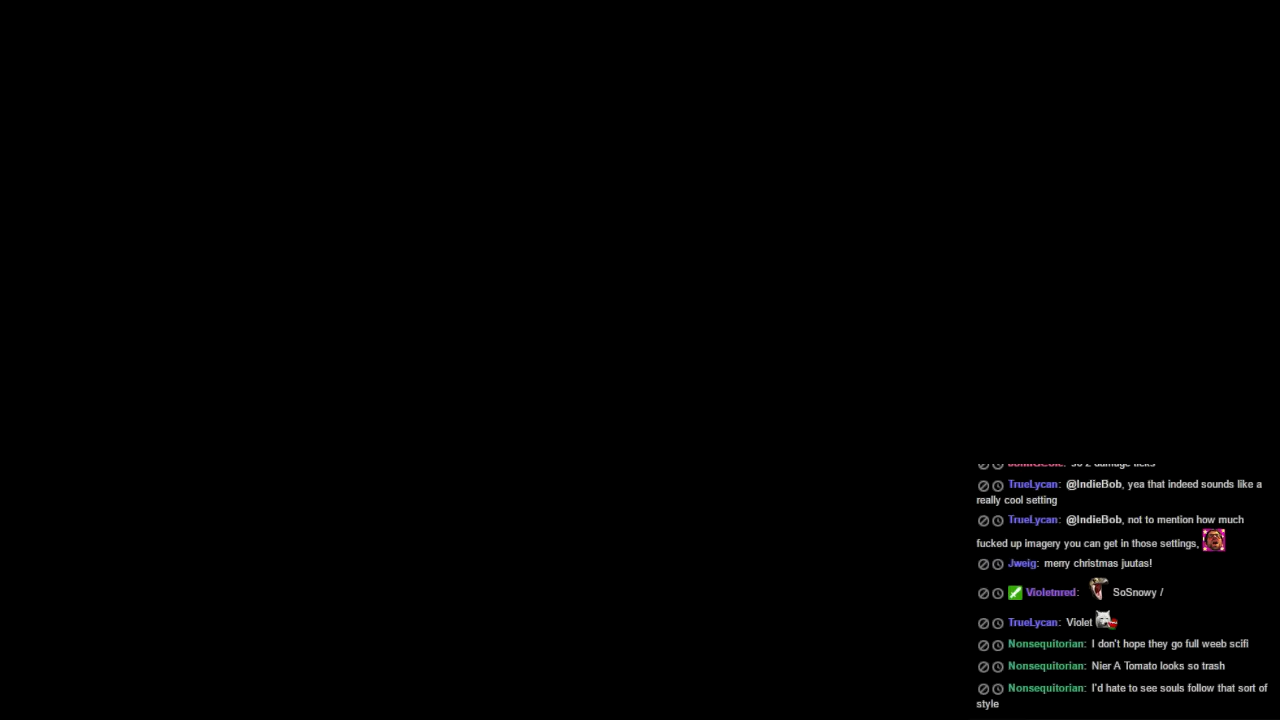 TrueLycan: @IndieBob, yea that indeed sounds like a
really cool setting
TrueLycan: @IndieBob, not to mention how much
fucked up imagery you can get in those settings,
Jweig: merry christmas juutas!
Violetnred: SoSnowy /
TrueLycan: Violet
Nonsequitorian: I don't hope they go full weeb scifi
Nonsequitorian: Nier A Tomato looks so trash
Nonsequitorian: I'd hate to see souls follow that sort of
style